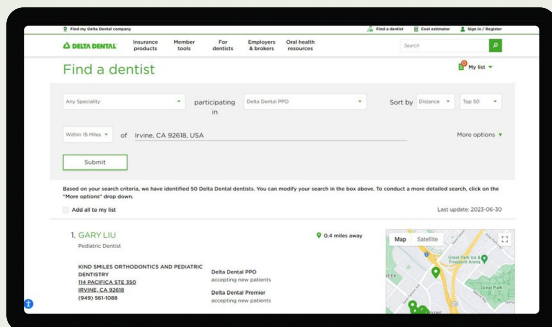 Find my Delta Dental company
Find a dentist
Cost estimator
Sign in / Register
DELTA DENTAL
Insurance products
Member tools
For dentists
Employers & brokers
Oral health resources
Search
Find a dentist
My list
Any Speciality
participating in
Delta Dental PPO
Sort by
Distance
Top 50
Within 15 Miles
of
Irvine, CA 92618, USA
More options
Submit
Based on your search criteria, we have identified 50 Delta Dental dentists. You can modify your search in the box above. To conduct a more detailed search, click on the
"More options" drop down.
Add all to my list
Last update: 2023-06-30
1. GARY LIU
Pediatric Dentist
0.4 miles away
KIND SMILES ORTHODONTICS AND PEDIATRIC
DENTISTRY
114 PACIFICA STE 350
IRVINE, CA 92618
(949) 561-1088
Delta Dental PPO
accepting new patients
Delta Dental Premier
accepting new patients
Map
Satellite
Great Park Ice &
Great Park